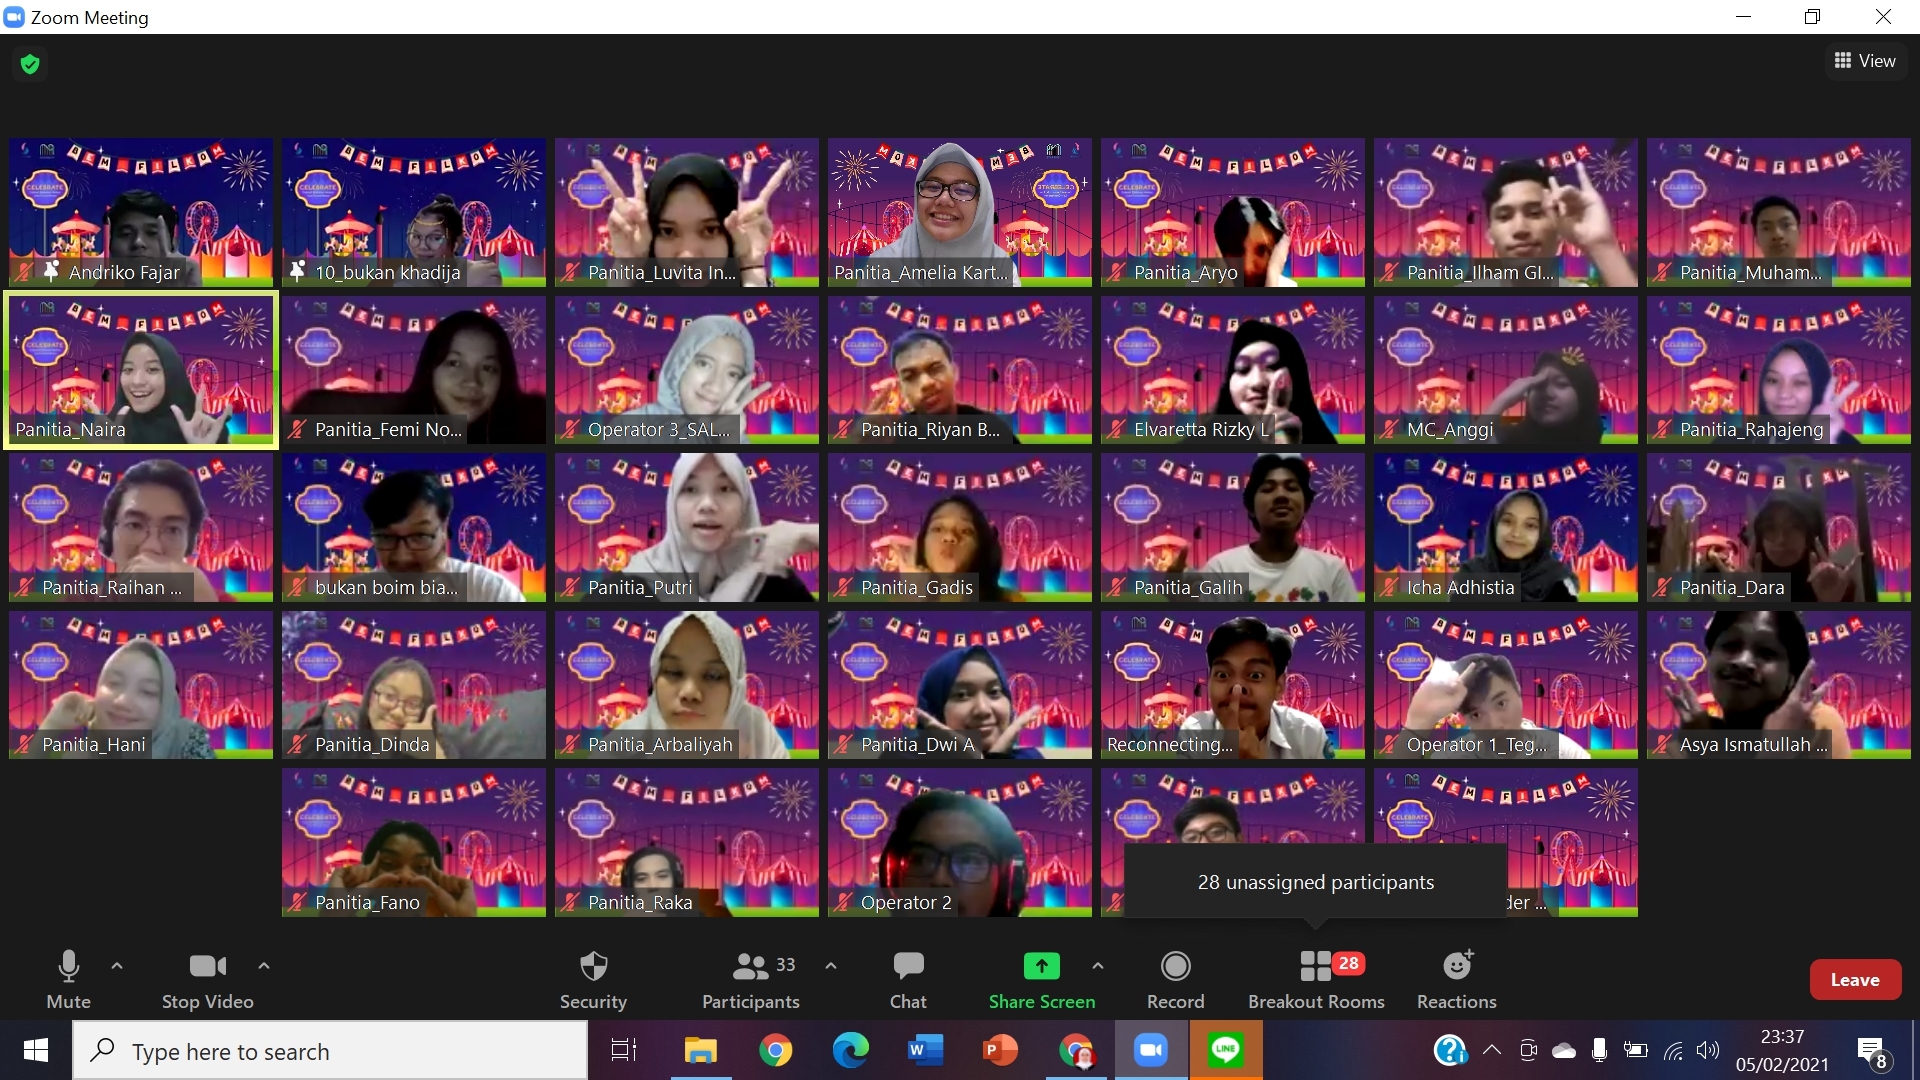 Zoom Meeting
View
BEM FILKOM
CELEBRATE
Andriko Fajar
10_bukan khadija
Panitia_Luvita In...
Panitia_Amelia Kart...
Panitia_Aryo
Panitia_Ilham Gl...
Panitia_Muham...
Panitia_Naira
Panitia_Femi No...
Operator 3_SAL...
Panitia_Riyan B...
Elvaretta Rizky L
MC_Anggi
Panitia_Rahajeng
Panitia_Raihan ...
bukan boim bia...
Panitia_Putri
Panitia_Gadis
Panitia_Galih
Icha Adhistia
Panitia_Dara
Panitia_Hani
Panitia_Dinda
Panitia_Arbaliyah
Panitia_Dwi A
Reconnecting...
Operator 1_Teg...
Asya Ismatullah ...
Panitia_Fano
Panitia_Raka
Operator 2
der ...
28 unassigned participants
Mute
Stop Video
Security
Participants 33
Chat
Share Screen
Record
Breakout Rooms 28
Reactions
Leave
Type here to search
LINE
23:37
05/02/2021
8